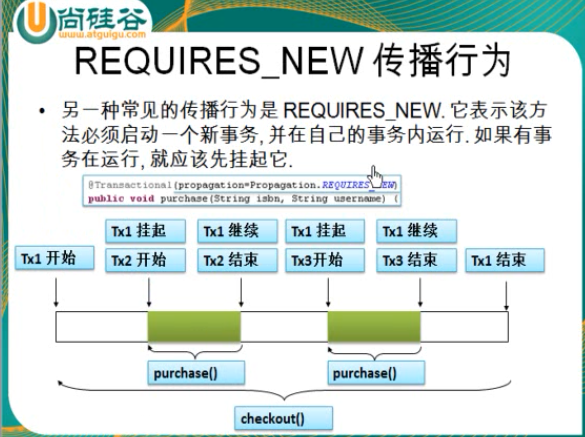 尚硅谷
www.atguigu.com
REQUIRES_NEW 传播行为
• 另一种常见的传播行为是 REQUIRES_NEW. 它表示该方
法必须启动一个新事务, 并在自己的事务内运行. 如果有事
务在运行, 就应该先挂起它.
@Transactional(propagation=Propagation.REQUIRES_NEW)
public void purchase(String isbn, String username) {
Tx1 挂起 Tx1 继续 Tx1 挂起 Tx1 继续
Tx1 开始 Tx2 开始 Tx2 结束 Tx3开始 Tx3 结束 Tx1 结束
purchase() purchase()
checkout()